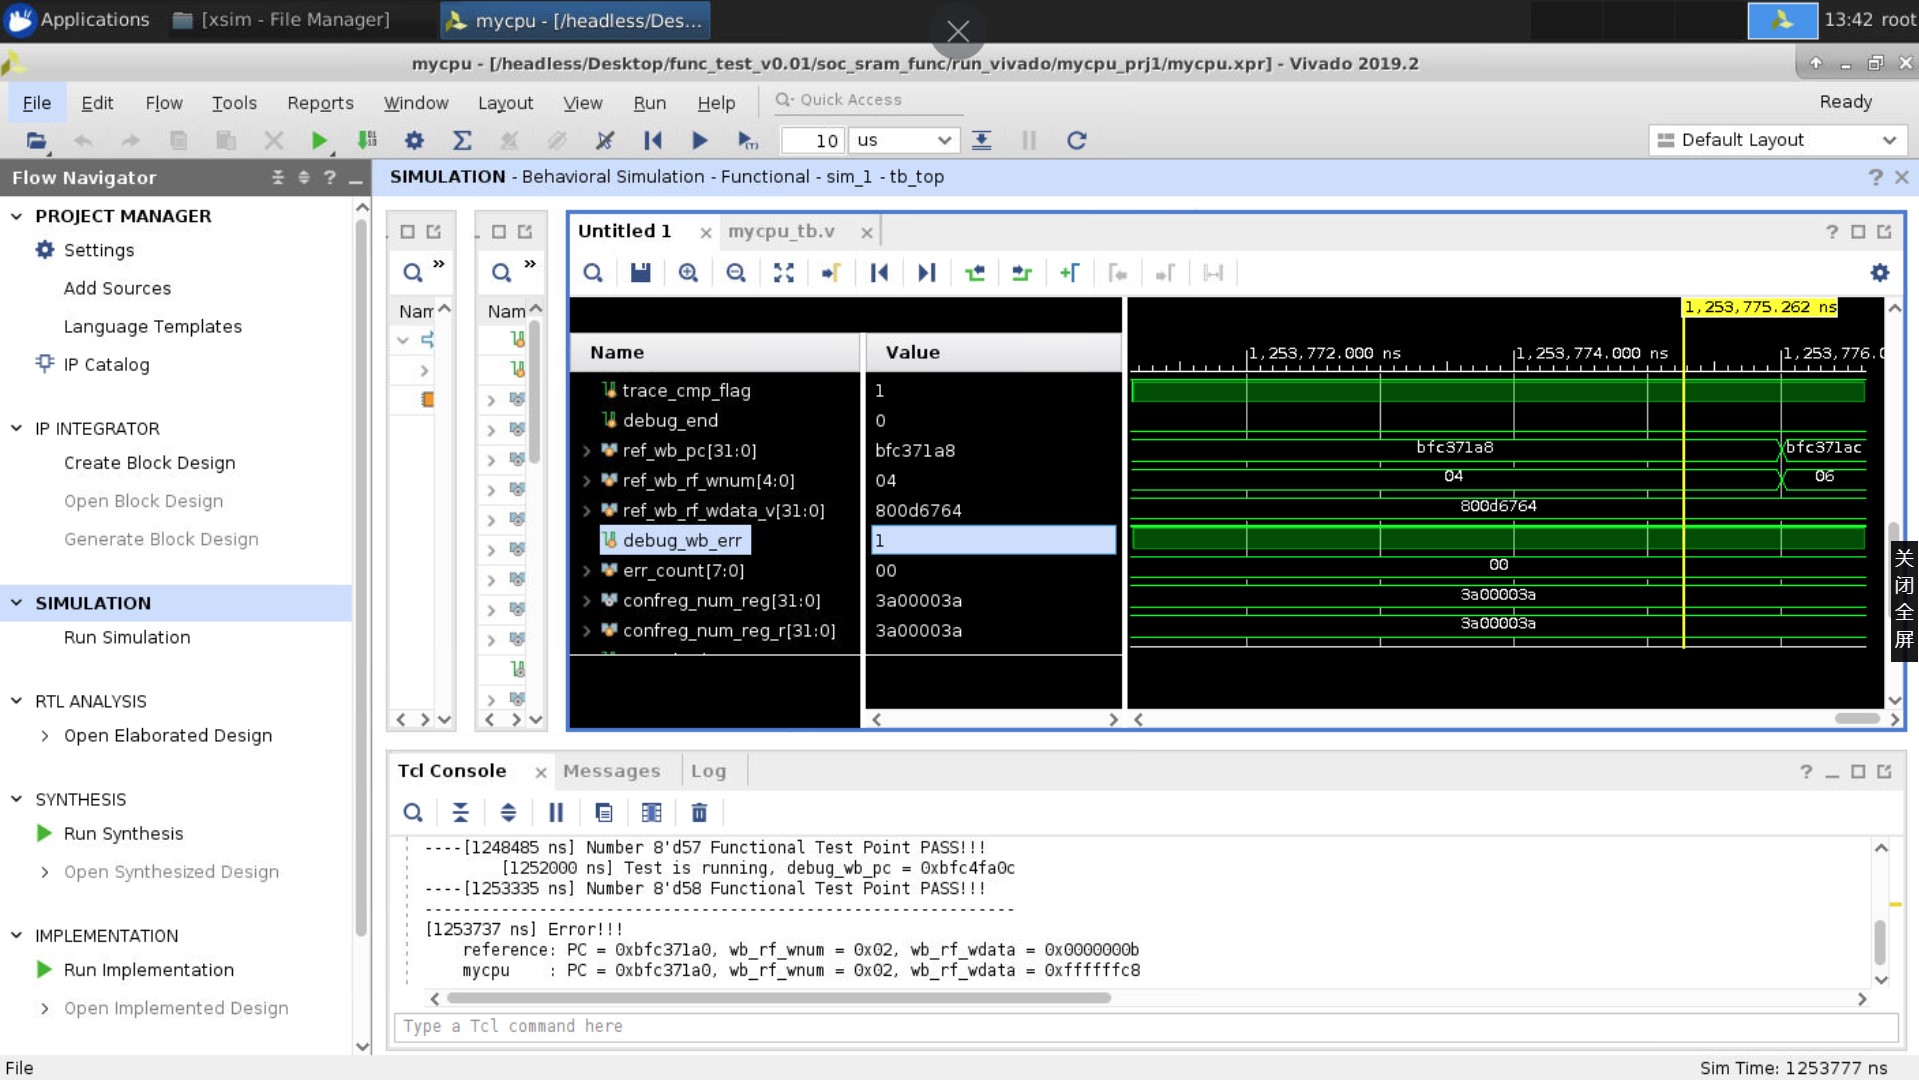 Applications
[xsim - File Manager]
mycpu - [/headless/Des...
13:42 root
mycpu - [/headless/Desktop/func_test_v0.01/soc_sram_func/run_vivado/mycpu_prj1/mycpu.xpr] - Vivado 2019.2
File Edit Flow Tools Reports Window Layout View Run Help
Quick Access
Ready
10 us
Default Layout
Flow Navigator
SIMULATION - Behavioral Simulation - Functional - sim_1 - tb_top
PROJECT MANAGER
Settings
Add Sources
Language Templates
IP Catalog
IP INTEGRATOR
Create Block Design
Open Block Design
Generate Block Design
SIMULATION
Run Simulation
RTL ANALYSIS
Open Elaborated Design
SYNTHESIS
Run Synthesis
Open Synthesized Design
IMPLEMENTATION
Run Implementation
Open Implemented Design
Nam
Nam
Untitled 1
mycpu_tb.v
Name Value
trace_cmp_flag 1
debug_end 0
ref_wb_pc[31:0] bfc371a8
ref_wb_rf_wnum[4:0] 04
ref_wb_rf_wdata_v[31:0] 800d6764
debug_wb_err 1
err_count[7:0] 00
confreg_num_reg[31:0] 3a00003a
confreg_num_reg_r[31:0] 3a00003a
1,253,775.262 ns
1,253,772.000 ns 1,253,774.000 ns 1,253,776.0
bfc371a8 bfc371ac
04 06
800d6764
00
3a00003a
3a00003a
关闭全屏
Tcl Console Messages Log
----[1248485 ns] Number 8'd57 Functional Test Point PASS!!!
[1252000 ns] Test is running, debug_wb_pc = 0xbfc4fa0c
----[1253335 ns] Number 8'd58 Functional Test Point PASS!!!
--------------------------------------------------------------
[1253737 ns] Error!!!
reference: PC = 0xbfc371a0, wb_rf_wnum = 0x02, wb_rf_wdata = 0x0000000b
mycpu    : PC = 0xbfc371a0, wb_rf_wnum = 0x02, wb_rf_wdata = 0xffffffc8
Type a Tcl command here
File
Sim Time: 1253777 ns